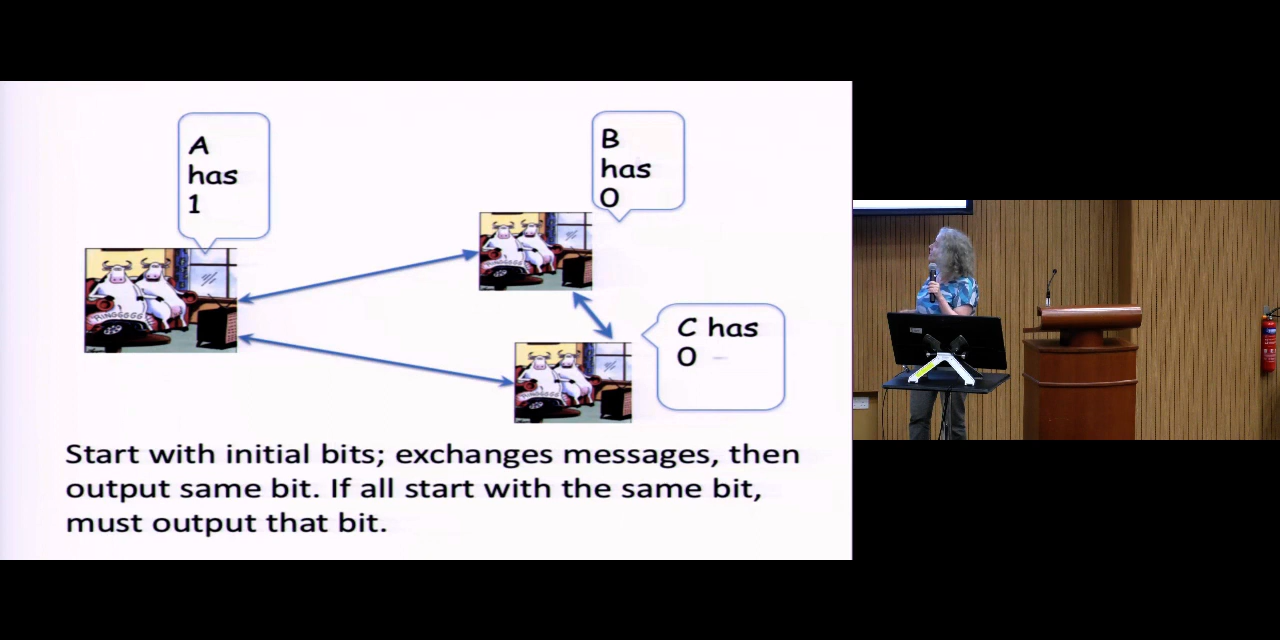 A
has
1
B
has
0
C has
0
Start with initial bits; exchanges messages, then
output same bit. If all start with the same bit,
must output that bit.